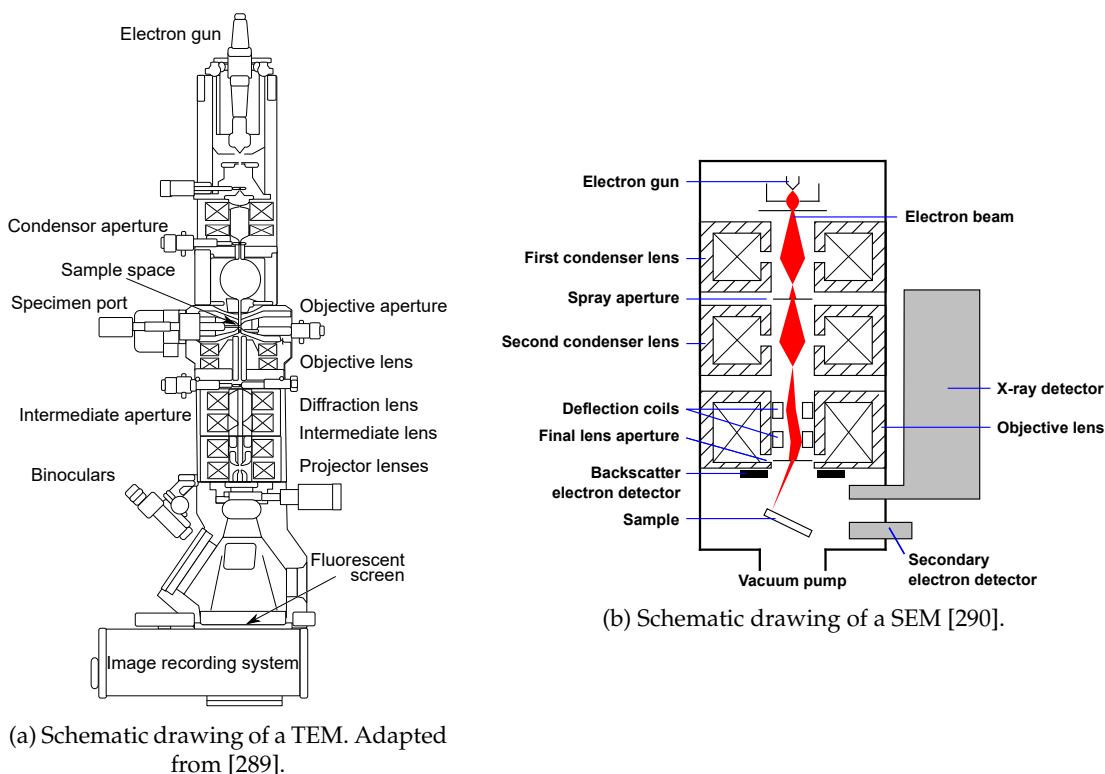 Electron gun
Condensor aperture
Sample space
Specimen port
Objective aperture
Objective lens
Intermediate aperture
Diffraction lens
Intermediate lens
Binoculars
Projector lenses
Fluorescent
screen
Image recording system
(a) Schematic drawing of a TEM. Adapted
from [289].
Electron gun
Electron beam
First condenser lens
Spray aperture
Second condenser lens
X-ray detector
Deflection coils
Objective lens
Final lens aperture
Backscatter
electron detector
Sample
Secondary
electron detector
Vacuum pump
(b) Schematic drawing of a SEM [290].